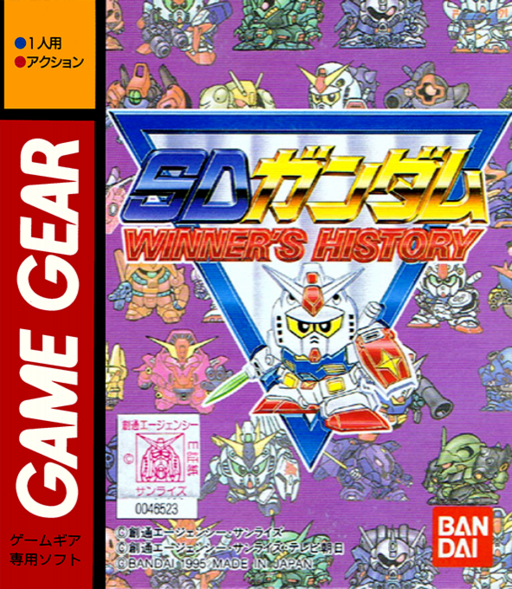 ●1人用
●アクション
GAME GEAR
ゲームギア
専用ソフト
SDガンダム
WINNER'S HISTORY
創通エージェンシー
サンライズ
0046523
©創通エージェンシー・サンライズ
©創通エージェンシー・サンライズ・テレビ朝日
©BANDAI 1995 MADE IN JAPAN
BAN
DAI